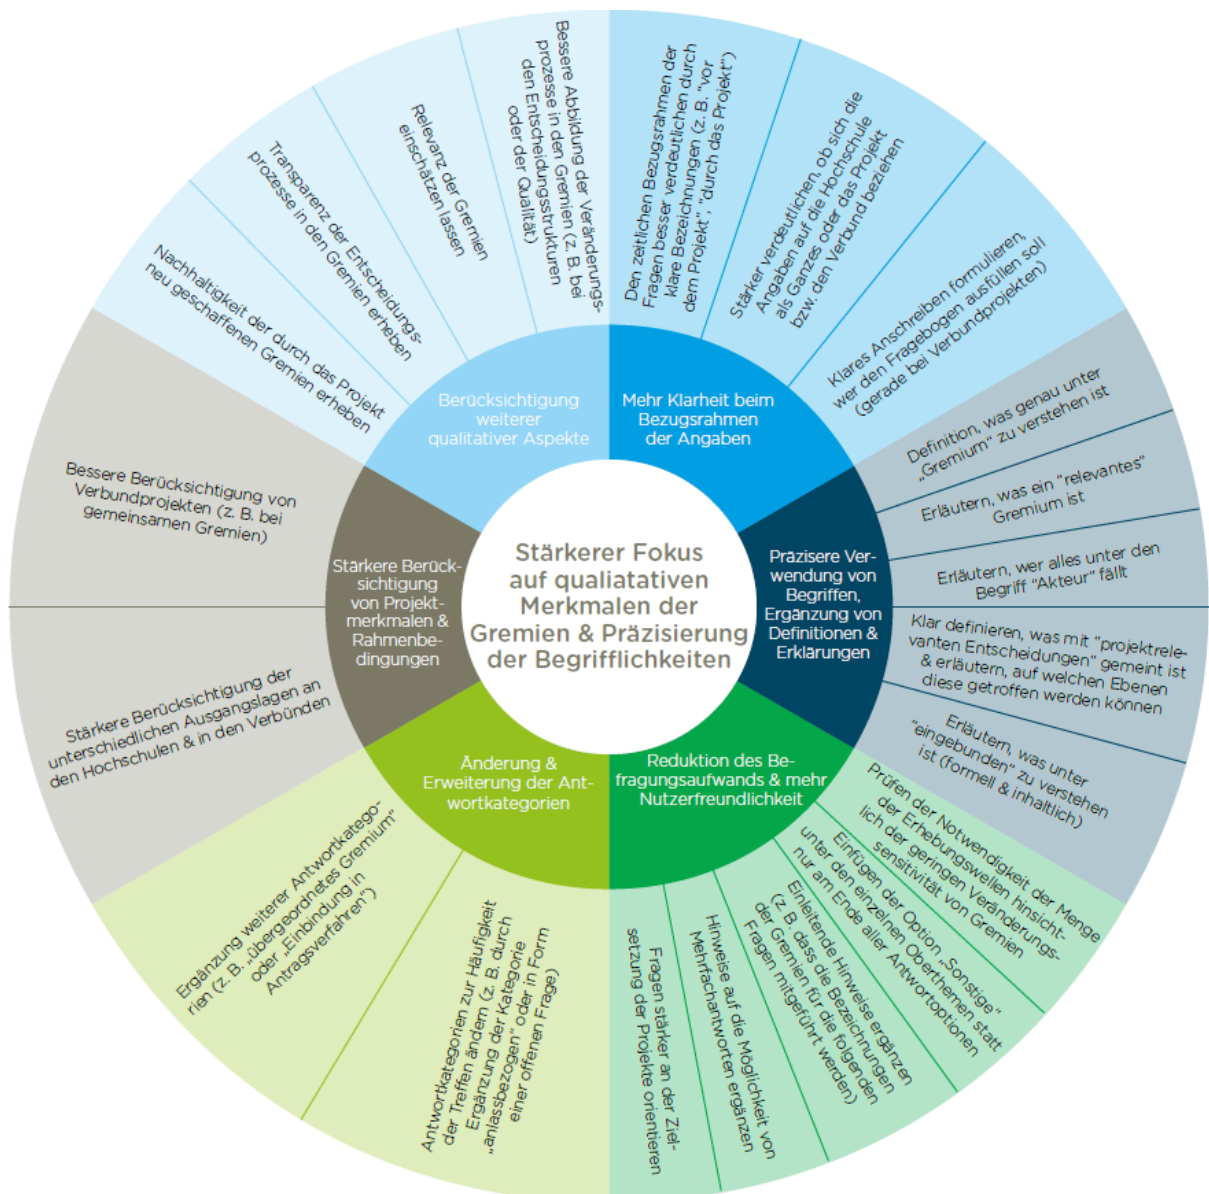 Stärkerer Fokus
auf qualiatativen
Merkmalen der
Gremien & Präzisierung
der Begrifflichkeiten
Mehr Klarheit beim
Bezugsrahmen
der Angaben
Den zeitlichen Bezugsrahmen der
Fragen besser verdeutlichen durch
klare Bezeichnungen (z. B. "vor
dem Projekt", "durch das Projekt")
Stärker verdeutlichen, ob sich die
Angaben auf die Hochschule
als Ganzes oder das Projekt
bzw. den Verbund beziehen
Klares Anschreiben formulieren,
wer den Fragebogen ausfüllen soll
(gerade bei Verbundprojekten)
Präzisere Ver-
wendung von
Begriffen,
Ergänzung von
Definitionen &
Erklärungen
Definition, was genau unter
„Gremium“ zu verstehen ist
Erläutern, was ein "relevantes"
Gremium ist
Erläutern, wer alles unter den
Begriff "Akteur" fällt
Klar definieren, was mit "projektrele-
vanten Entscheidungen" gemeint ist
& erläutern, auf welchen Ebenen
diese getroffen werden können
Erläutern, was unter
"eingebunden" zu verstehen
ist (formell & inhaltlich)
Reduktion des Be-
fragungsaufwands & mehr
Nutzerfreundlichkeit
Prüfen der Notwendigkeit der Menge
der Erhebungswellen hinsicht-
lich der geringen Veränderungs-
sensitivität von Gremien
Einfügen der Option „Sonstige“
unter den einzelnen Oberthemen statt
nur am Ende aller Antwortoptionen
Einleitende Hinweise ergänzen
(z. B. dass die Bezeichnungen
der Gremien für die folgenden
Fragen mitgeführt werden)
Hinweise auf die Möglichkeit von
Mehrfachantworten ergänzen
Fragen stärker an der Ziel-
setzung der Projekte orientieren
Änderung &
Erweiterung der Ant-
wortkategorien
Antwortkategorien zur Häufigkeit
der Treffen ändern (z. B. durch
Ergänzung der Kategorie
„anlassbezogen“ oder in Form
einer offenen Frage)
Ergänzung weiterer Antwortkatego-
rien (z. B. „übergeordnetes Gremium“
oder „Einbindung in
Antragsverfahren“)
Stärkere Berück-
sichtigung
von Projekt-
merkmalen &
Rahmenbe-
dingungen
Stärkere Berücksichtigung der
unterschiedlichen Ausgangslagen an
den Hochschulen & in den Verbünden
Bessere Berücksichtigung von
Verbundprojekten (z. B. bei
gemeinsamen Gremien)
Berücksichtigung
weiterer
qualitativer Aspekte
Nachhaltigkeit der durch das Projekt
neu geschaffenen Gremien erheben
Transparenz der Entscheidungs-
prozesse in den Gremien erheben
Relevanz der Gremien
einschätzen lassen
Bessere Abbildung der Veränderungs-
prozesse in den Gremien (z. B. bei
den Entscheidungsstrukturen
oder der Qualität)